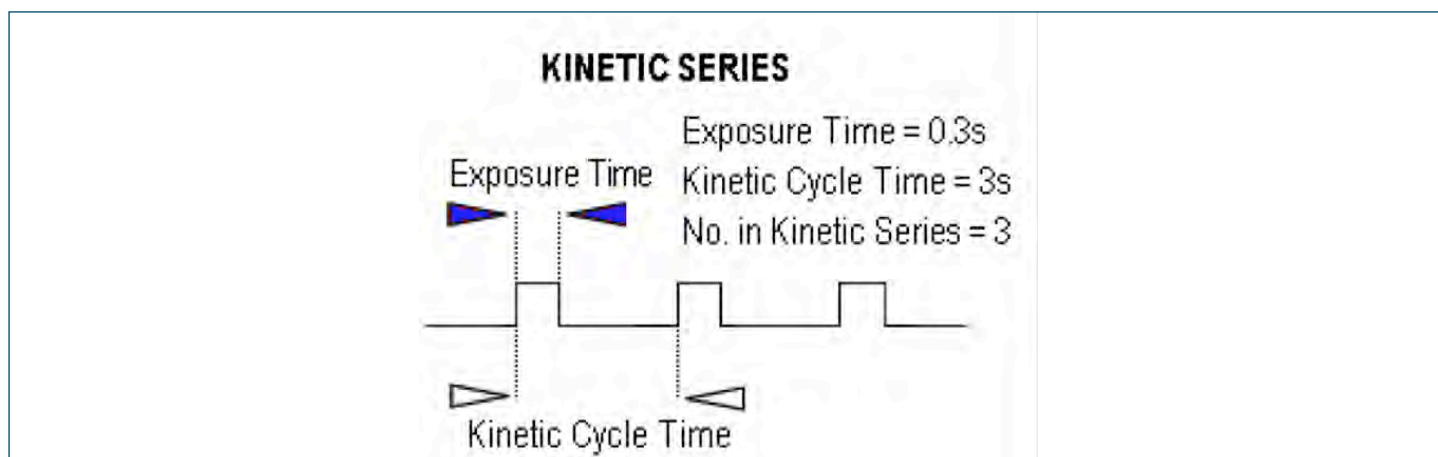 KINETIC SERIES
Exposure Time = 0.3s
Exposure Time
Kinetic Cycle Time = 3s
No. in Kinetic Series = 3
Kinetic Cycle Time